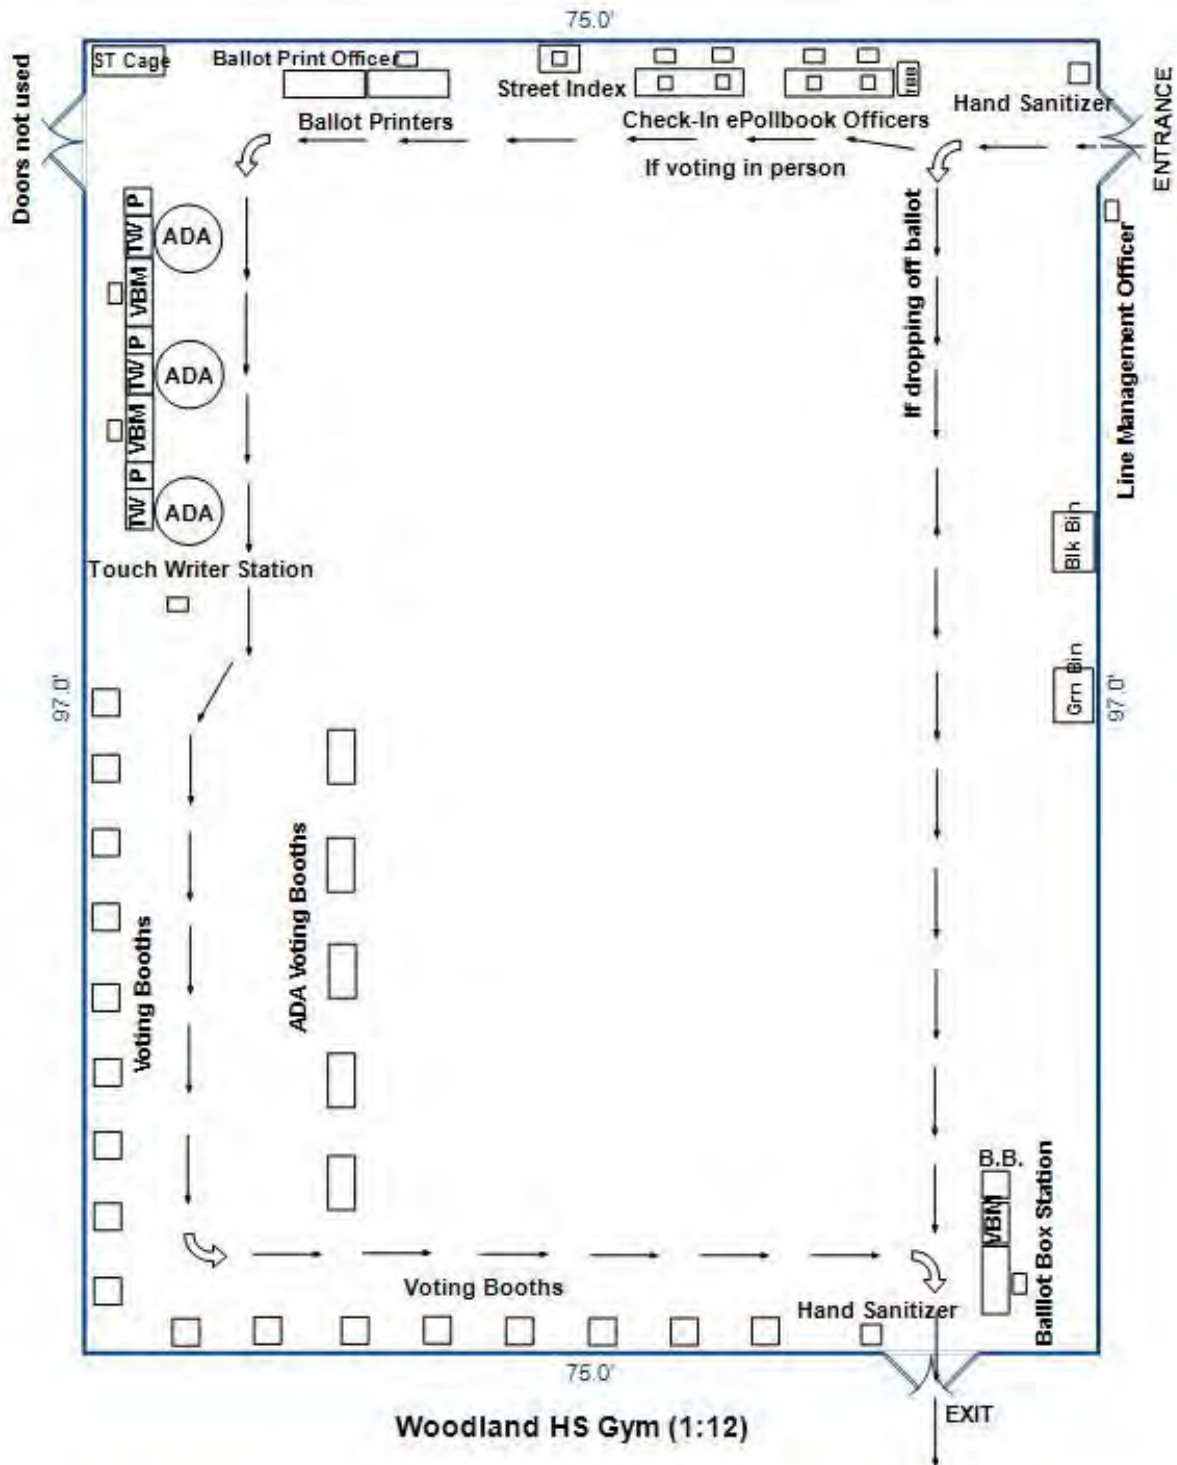 75.0'
ST Cage
Ballot Print Officer
Street Index
TBB
Hand Sanitizer
Ballot Printers
Check-In ePollbook Officers
If voting in person
Doors not used
ENTRANCE
Line Management Officer
If dropping off ballot
P
TW
ADA
VBM
P
TW
ADA
VBM
P
TW
ADA
Touch Writer Station
Blk Bin
Grn Bin
97.0'
97.0'
Voting Booths
ADA Voting Booths
B.B.
VBM
Ballot Box Station
Voting Booths
Hand Sanitizer
75.0'
EXIT
Woodland HS Gym (1:12)